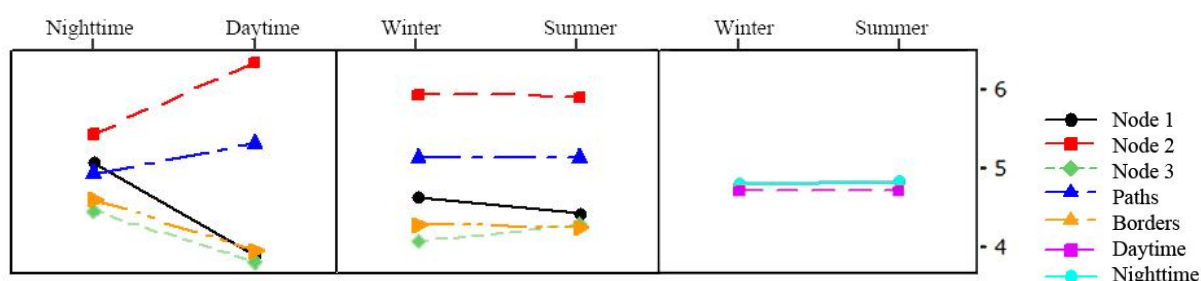 Nighttime Daytime Winter Summer Winter Summer
6
5
4
Node 1
Node 2
Node 3
Paths
Borders
Daytime
Nighttime